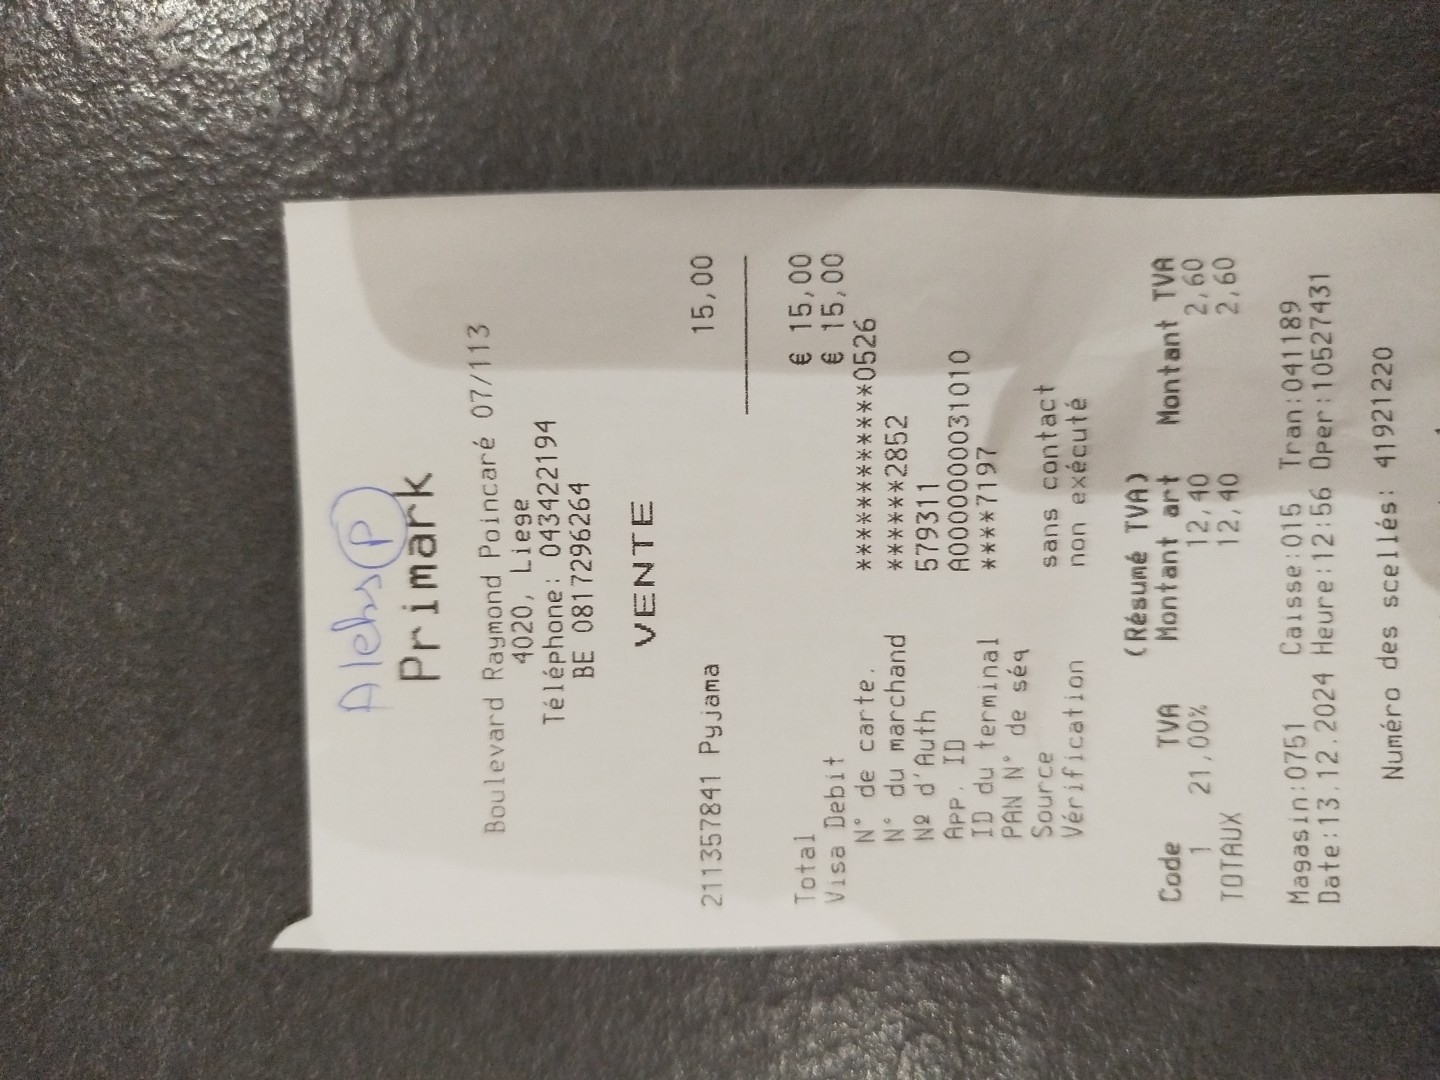 P
Primark
Boulevard Raymond Poincaré 07/113
4020, Liege
Téléphone: 043422194
BE 0817296264
VENTE
211357841 Pyjama 15,00
Total € 15,00
Visa Debit € 15,00
N° de carte. ************0526
N° du marchand ******2852
Nº d'Auth 579311
App. ID A0000000031010
ID du terminal ****7197
PAN N° de séq
Source sans contact
Vérification non exécuté
(Résumé TVA)
Code TVA Montant art Montant TVA
1 21,00% 12,40 2,60
TOTAUX 12,40 2,60
Magasin:0751 Caisse:015 Tran:041189
Date:13.12.2024 Heure:12:56 Oper:10527431
Numéro des scellés: 41921220